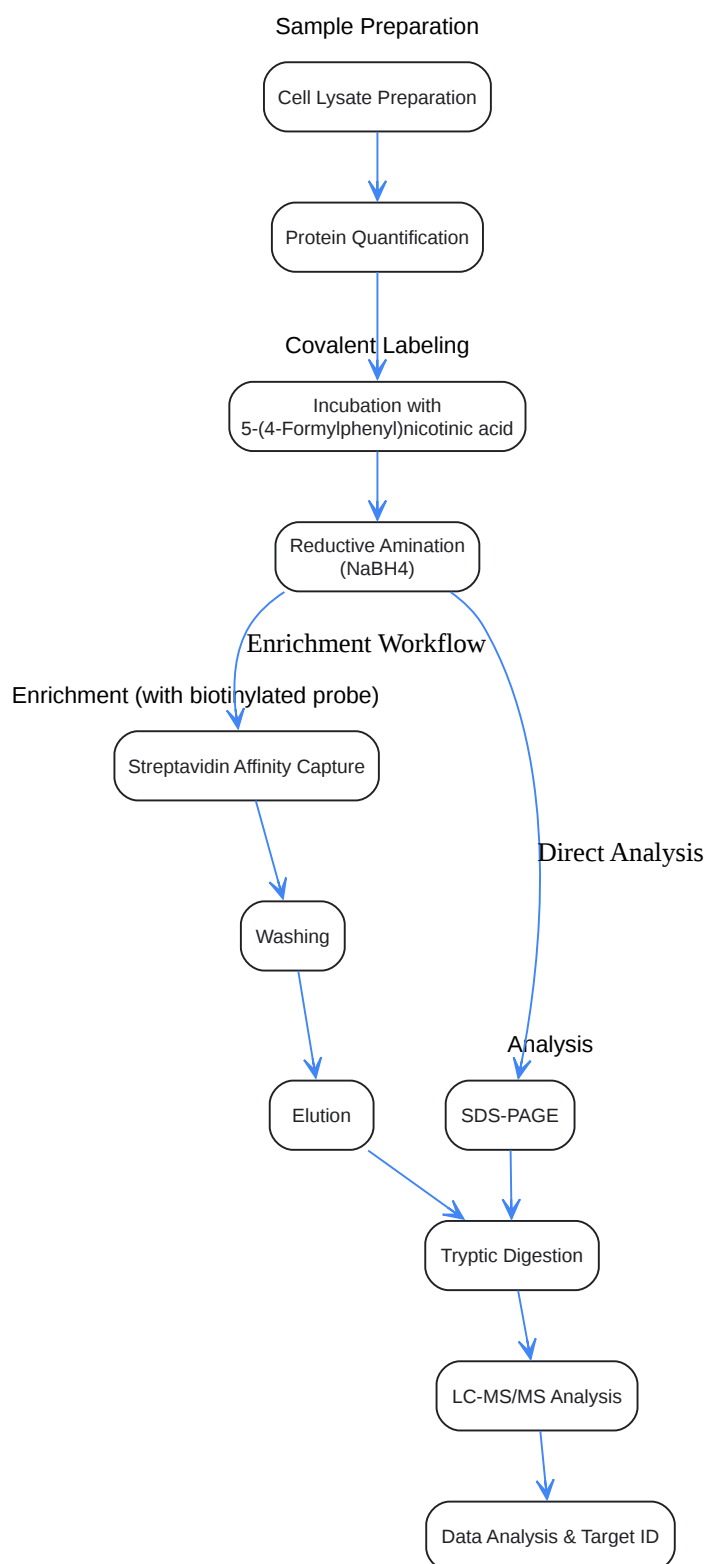 Sample Preparation
Cell Lysate Preparation
Protein Quantification
Covalent Labeling
Incubation with
5-(4-Formylphenyl)nicotinic acid
Reductive Amination
(NaBH4)
Enrichment Workflow
Enrichment (with biotinylated probe)
Streptavidin Affinity Capture
Direct Analysis
Washing
Analysis
Elution
SDS-PAGE
Tryptic Digestion
LC-MS/MS Analysis
Data Analysis & Target ID